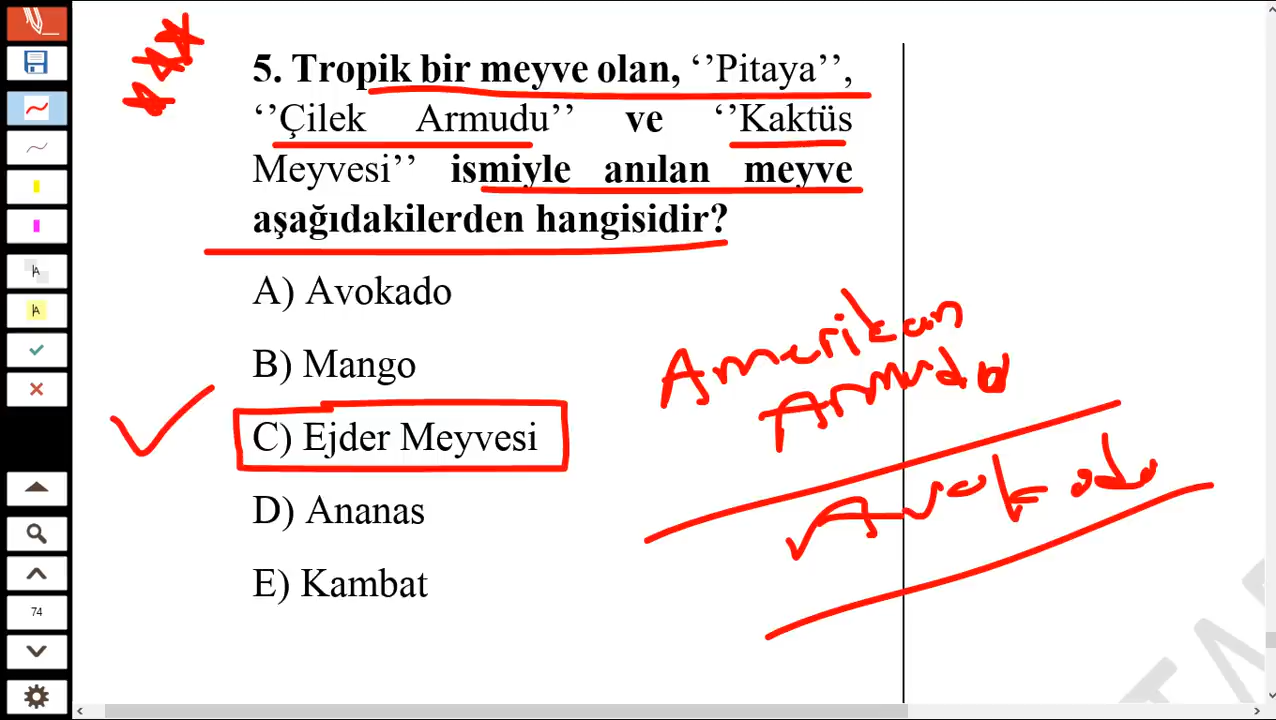 5. Tropik bir meyve olan, ‘‘Pitaya’’,
‘‘Çilek Armudu’’ ve ‘‘Kaktüs
Meyvesi’’ ismiyle anılan meyve
aşağıdakilerden hangisidir?
A) Avokado
B) Mango
C) Ejder Meyvesi
D) Ananas
E) Kambat
Amerikan
Armudu
Avokado
74